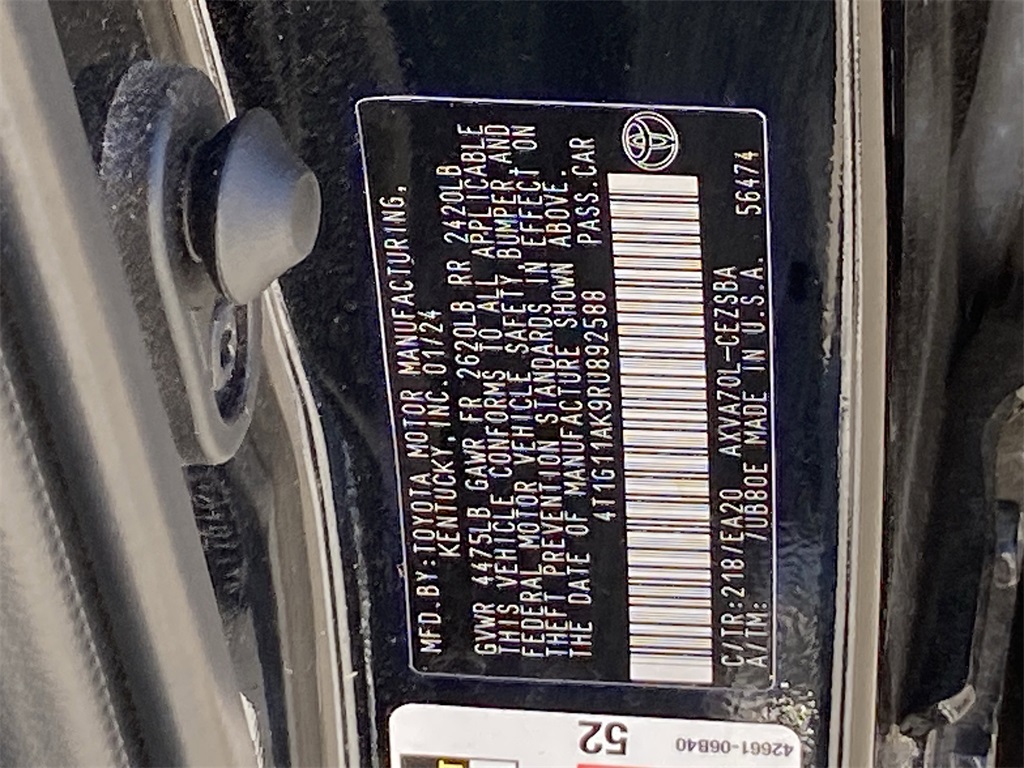 MFD.BY:TOYOTA MOTOR MANUFACTURING,
KENTUCKY, INC.01/24
GVWR 4475LB GAWR FR 2620LB RR 2420LB
THIS VEHICLE CONFORMS TO ALL APPLICABLE
FEDERAL MOTOR VEHICLE SAFETY, BUMPER, AND
THEFT PREVENTION STANDARDS IN EFFECT ON
THE DATE OF MANUFACTURE SHOWN ABOVE.
4T1G11AK9RU892588 PASS.CAR
C/TR:218/EA20 AXVA70L-CEZSBA
A/TM: 7UB80E MADE IN U.S.A. 56474
52
42661-06B40